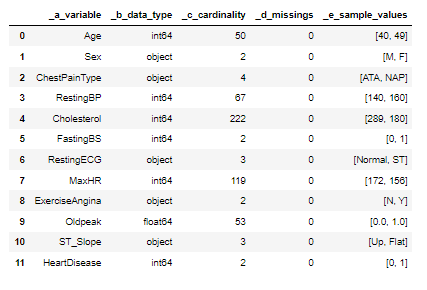 _a_variable _b_data_type _c_cardinality _d_missings _e_sample_values
0 Age int64 50 0 [40, 49]
1 Sex object 2 0 [M, F]
2 ChestPainType object 4 0 [ATA, NAP]
3 RestingBP int64 67 0 [140, 160]
4 Cholesterol int64 222 0 [289, 180]
5 FastingBS int64 2 0 [0, 1]
6 RestingECG object 3 0 [Normal, ST]
7 MaxHR int64 119 0 [172, 156]
8 ExerciseAngina object 2 0 [N, Y]
9 Oldpeak float64 53 0 [0.0, 1.0]
10 ST_Slope object 3 0 [Up, Flat]
11 HeartDisease int64 2 0 [0, 1]